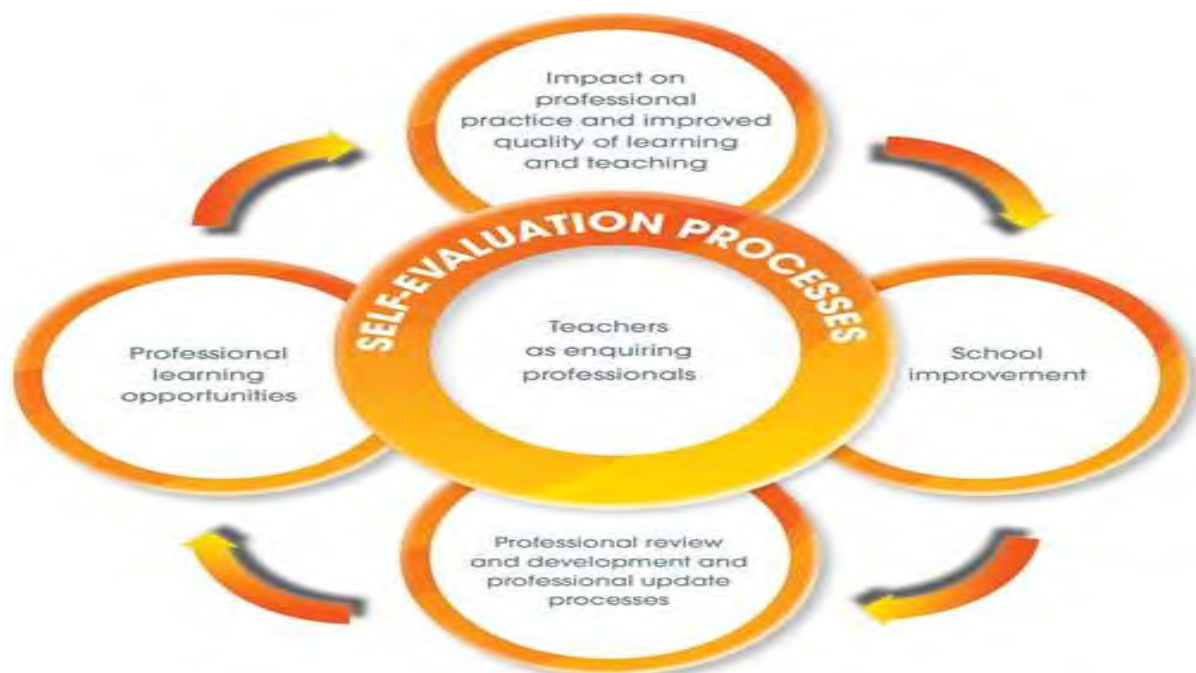 Impact on
professional
practice and improved
quality of learning
and teaching
SELF-EVALUATION PROCESSES
Teachers
as enquiring
professionals
Professional
learning
opportunities
School
improvement
Professional review
and development and
professional update
processes